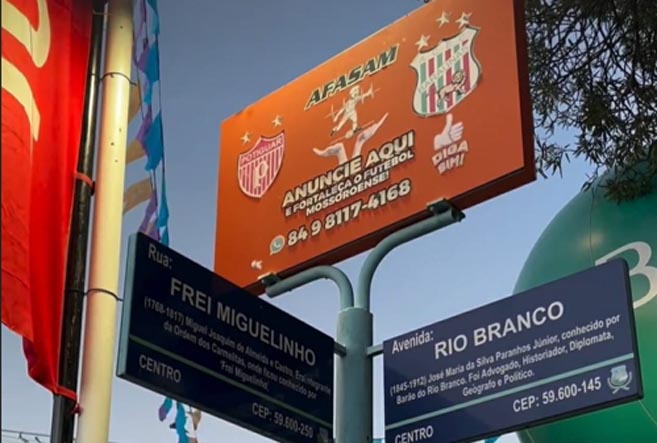 AFASAM
POTIGUAR
ANUNCIE AQUI
E FORTALEÇA O FUTEBOL
MOSSOROENSE!
84 9 8117-4168
DIGA
SIM!
Rua:
FREI MIGUELINHO
(1768-1817) Miguel Joaquim de Almeida e Castro. Era integrante
da Ordem dos Carmelitas, onde ficou conhecido por
'Frei Miguelinho'.
CENTRO
CEP: 59.600-250
Avenida:
RIO BRANCO
(1845-1912) José Maria da Silva Paranhos Júnior, conhecido por
Barão do Rio Branco. Foi Advogado, Historiador, Diplomata,
Geógrafo e Político.
CENTRO
CEP: 59.600-145
B